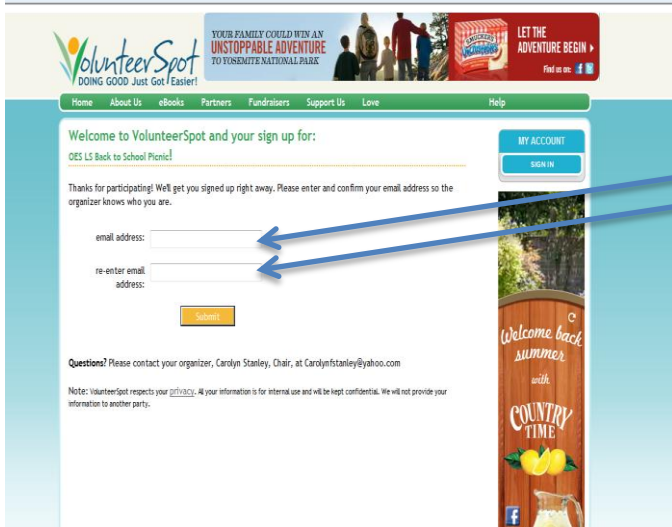 VolunteerSpot
DOING GOOD Just Got Easier!
YOUR FAMILY COULD WIN AN
UNSTOPPABLE ADVENTURE
TO YOSEMITE NATIONAL PARK
SMUCKER'S
LET THE
ADVENTURE BEGIN
Find us on:
Home About Us eBooks Partners Fundraisers Support Us Love Help
Welcome to VolunteerSpot and your sign up for:
OES LS Back to School Picnic!
Thanks for participating! We'll get you signed up right away. Please enter and confirm your email address so the
organizer knows who you are.
email address:
re-enter email
address:
Submit
Questions? Please contact your organizer, Carolyn Stanley, Chair, at Carolynfstanley@yahoo.com
Note: VolunteerSpot respects your privacy. All your information is for internal use and will be kept confidential. We will not provide your
information to another party.
MY ACCOUNT
SIGN IN
Welcome back
summer
with
COUNTRY
TIME